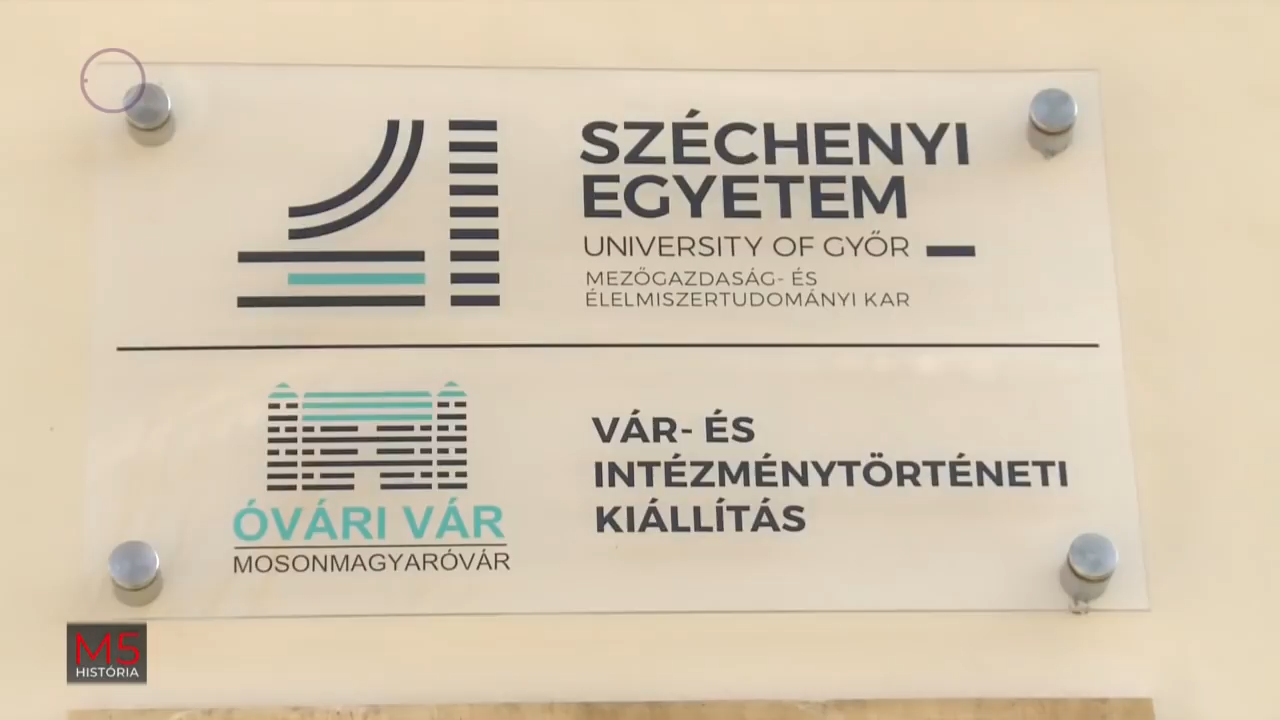 SZÉCHENYI
EGYETEM
UNIVERSITY OF GYŐR
MEZŐGAZDASÁG- ÉS
ÉLELMISZERTUDOMÁNYI KAR
ÓVÁRI VÁR
MOSONMAGYARÓVÁR
VÁR- ÉS
INTÉZMÉNYTÖRTÉNETI
KIÁLLÍTÁS
M5
HISTÓRIA